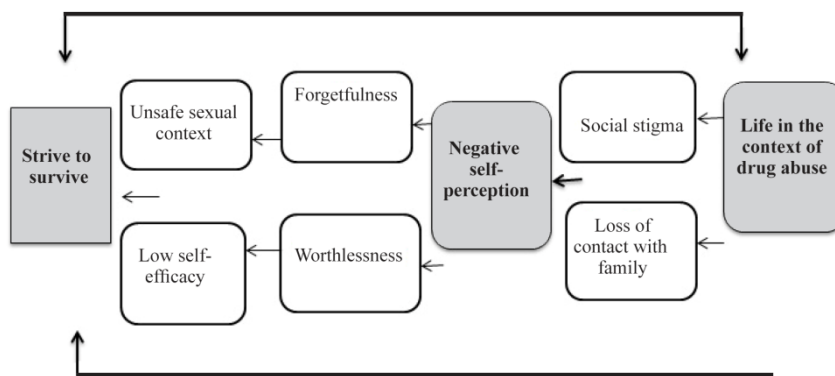 Strive to
survive
Unsafe sexual
context
Low self-
efficacy
Forgetfulness
Worthlessness
Negative
self-
perception
Social stigma
Loss of
contact with
family
Life in the
context of
drug abuse